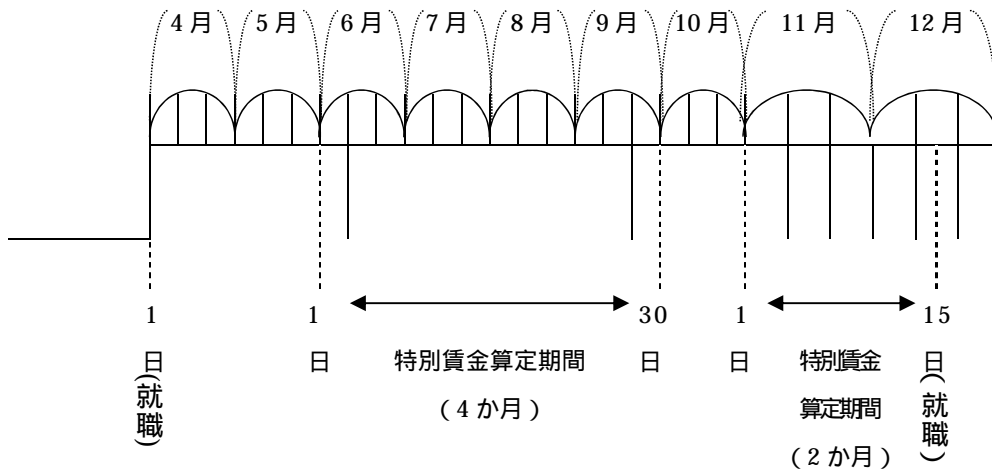 4月 5月 6月 7月 8月 9月 10月 11月 12月
1 1 30 1 15
日 日 特別賃金算定期間 日 日 特別賃金 日
(就職) (4か月) 算定期間 (就職)
(2か月)